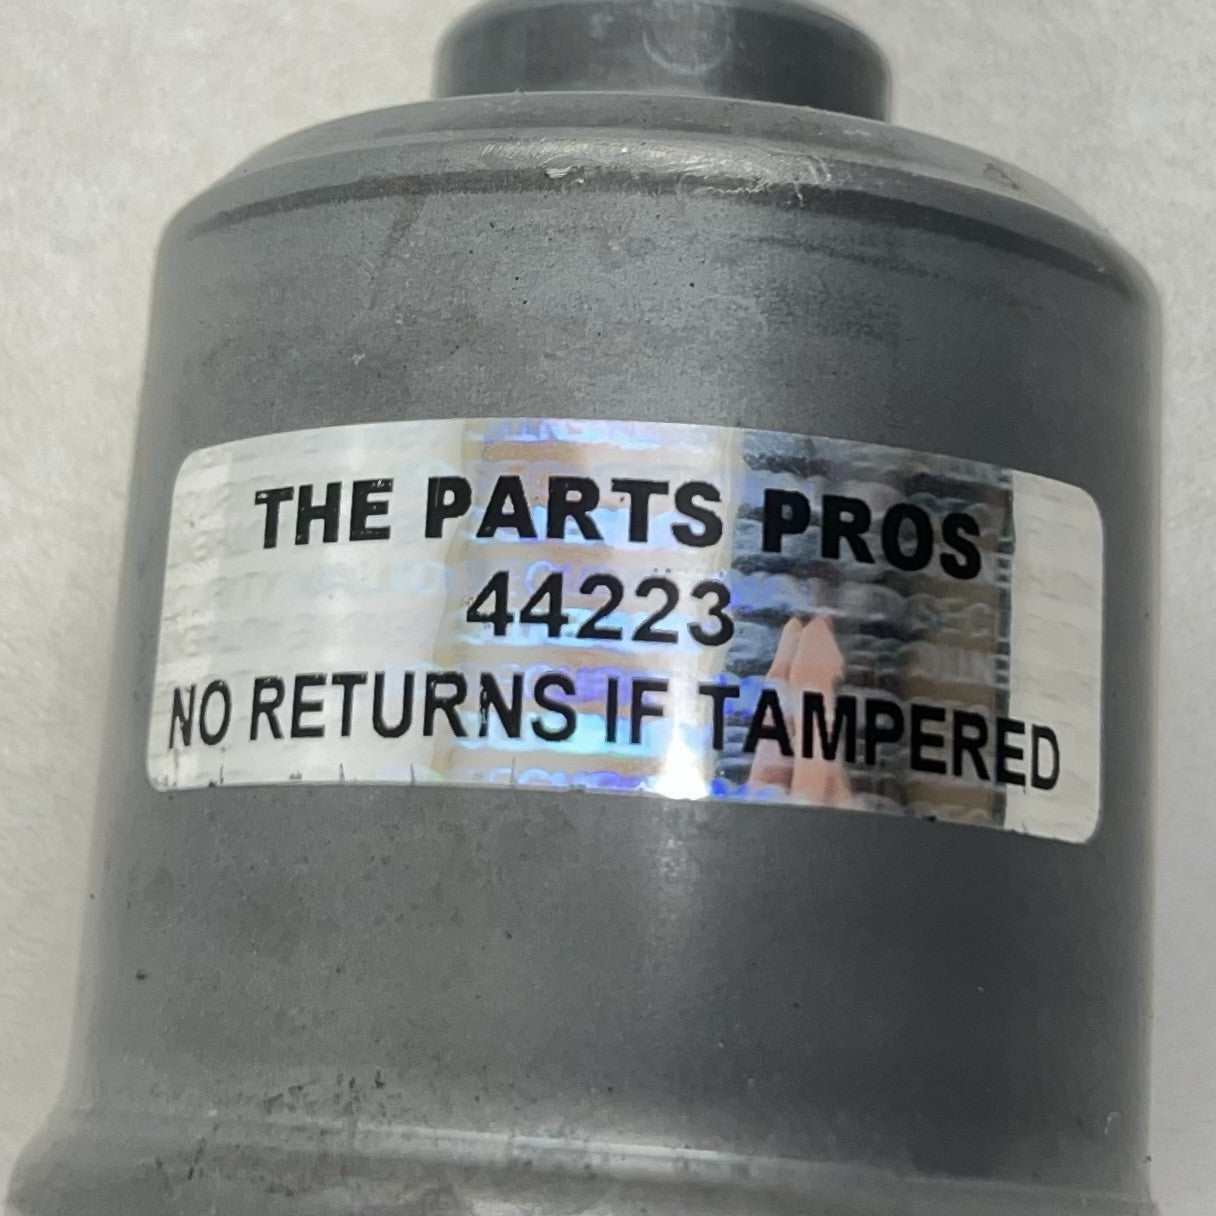 THE PARTS PROS
44223
NO RETURNS IF TAMPERED